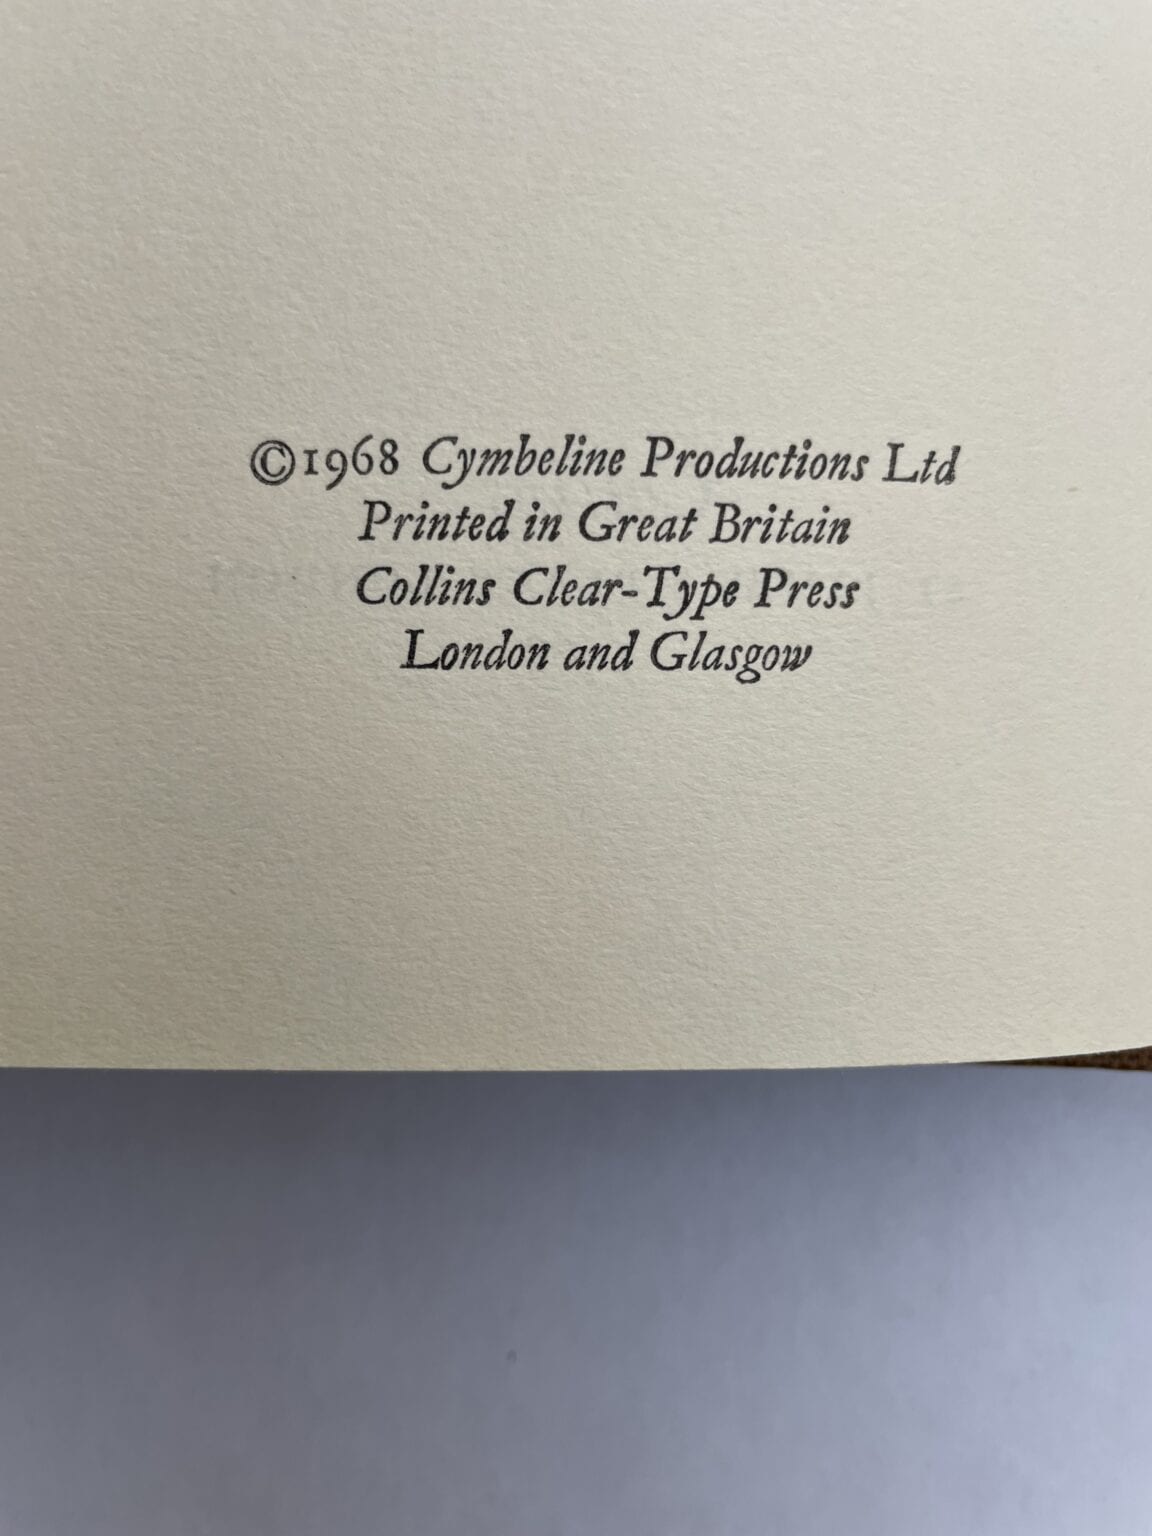 ©1968 Cymbeline Productions Ltd
Printed in Great Britain
Collins Clear-Type Press
London and Glasgow